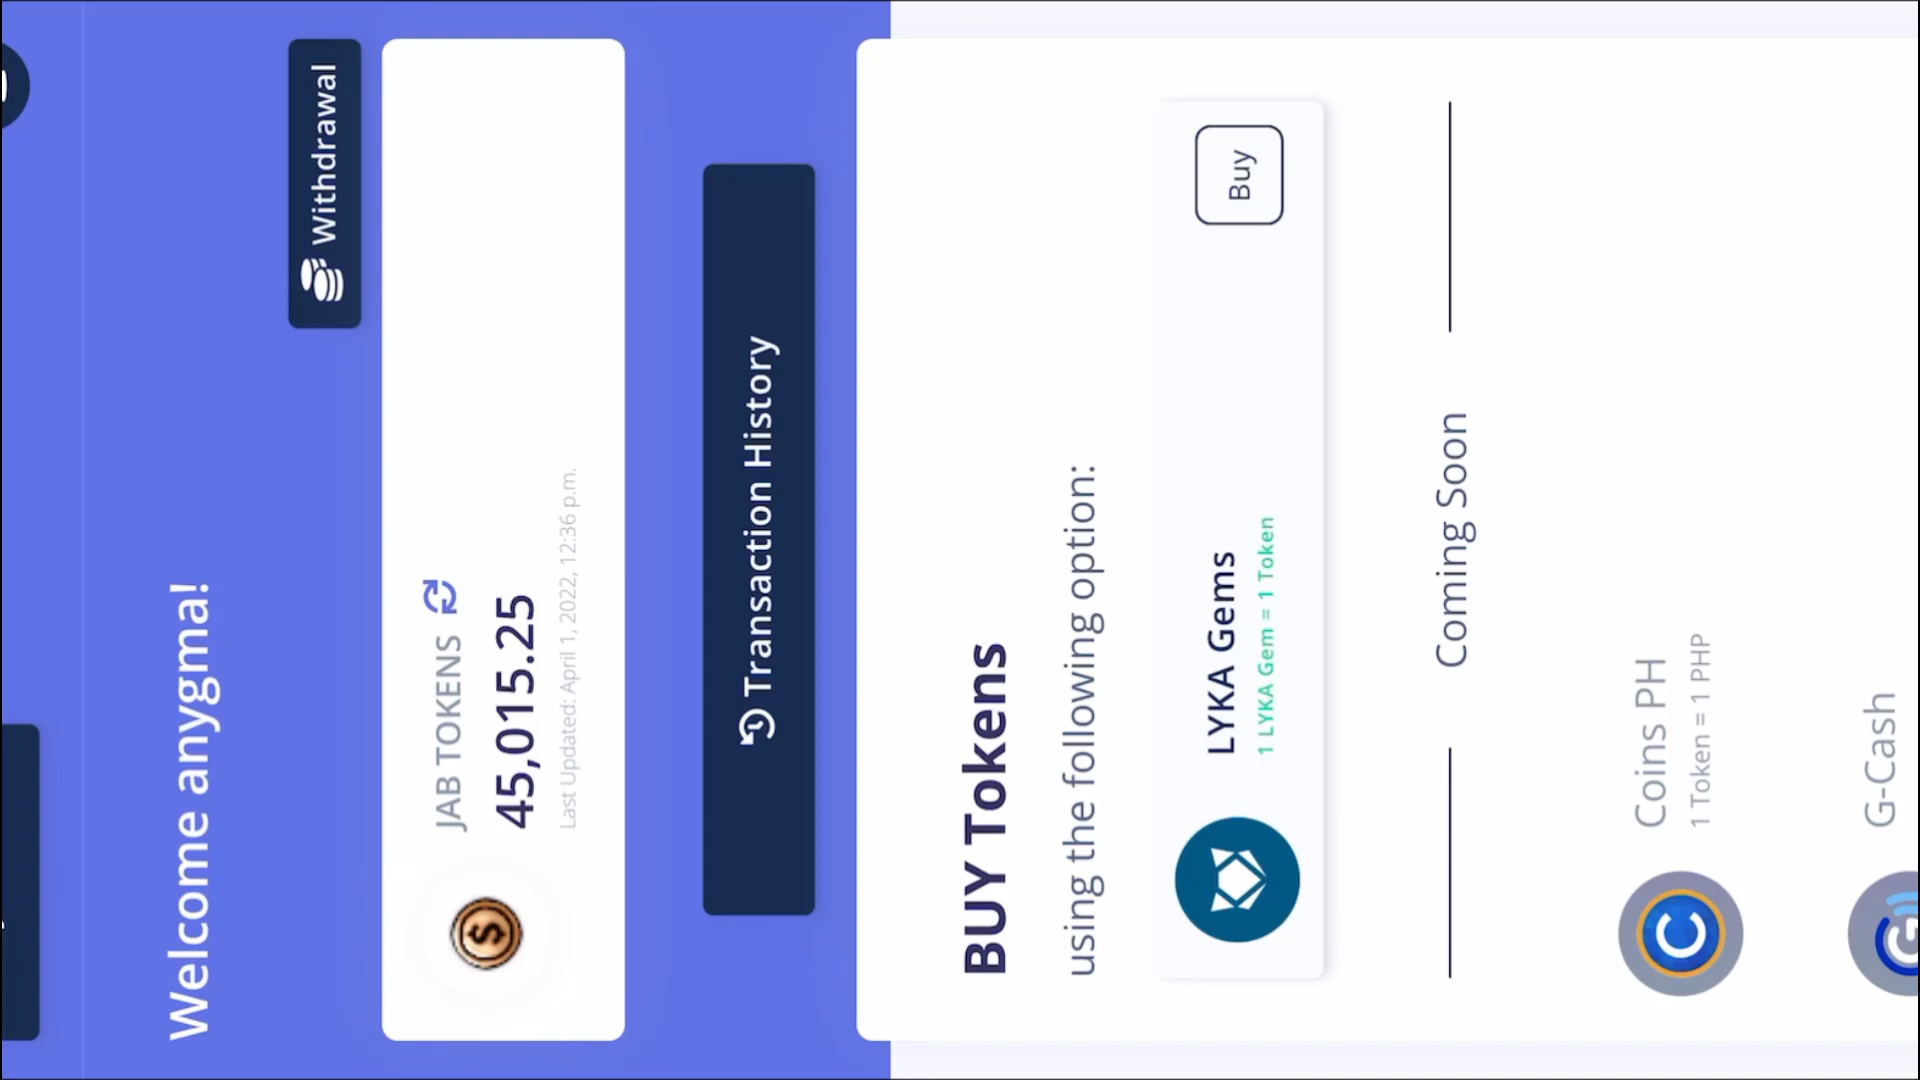 Welcome anygma!
Withdrawal
JAB TOKENS
45,015.25
Last Updated: April 1, 2022, 12:36 p.m.
Transaction History
BUY Tokens
using the following option:
LYKA Gems
1 LYKA Gem = 1 Token
Buy
Coming Soon
Coins PH
1 Token = 1 PHP
G-Cash